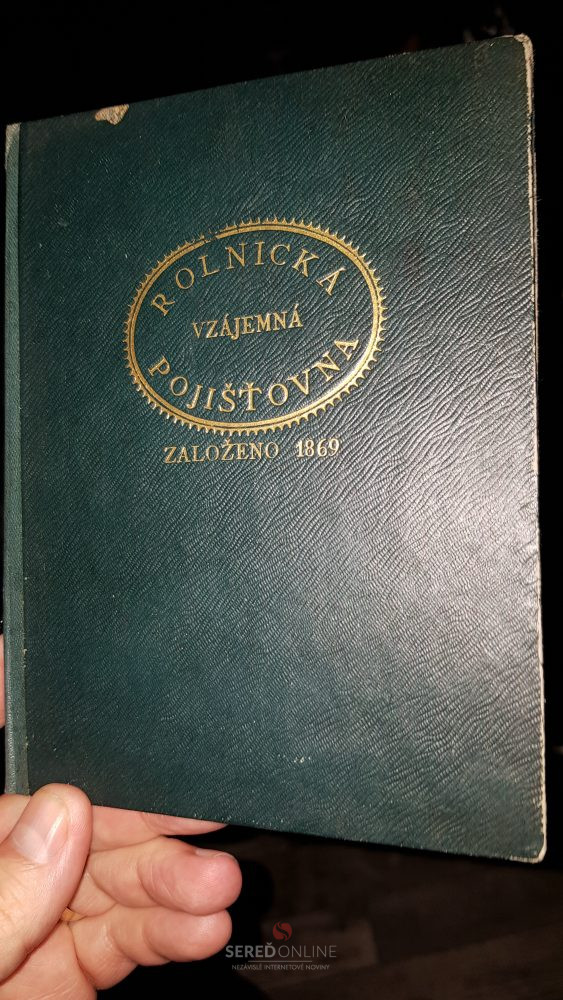 ROLNICKÁ
VZÁJEMNÁ
POJIŠŤOVNA
ZALOŽENO 1869
SEREĎONLINE
NEZÁVISLÉ INTERNETOVÉ NOVINY